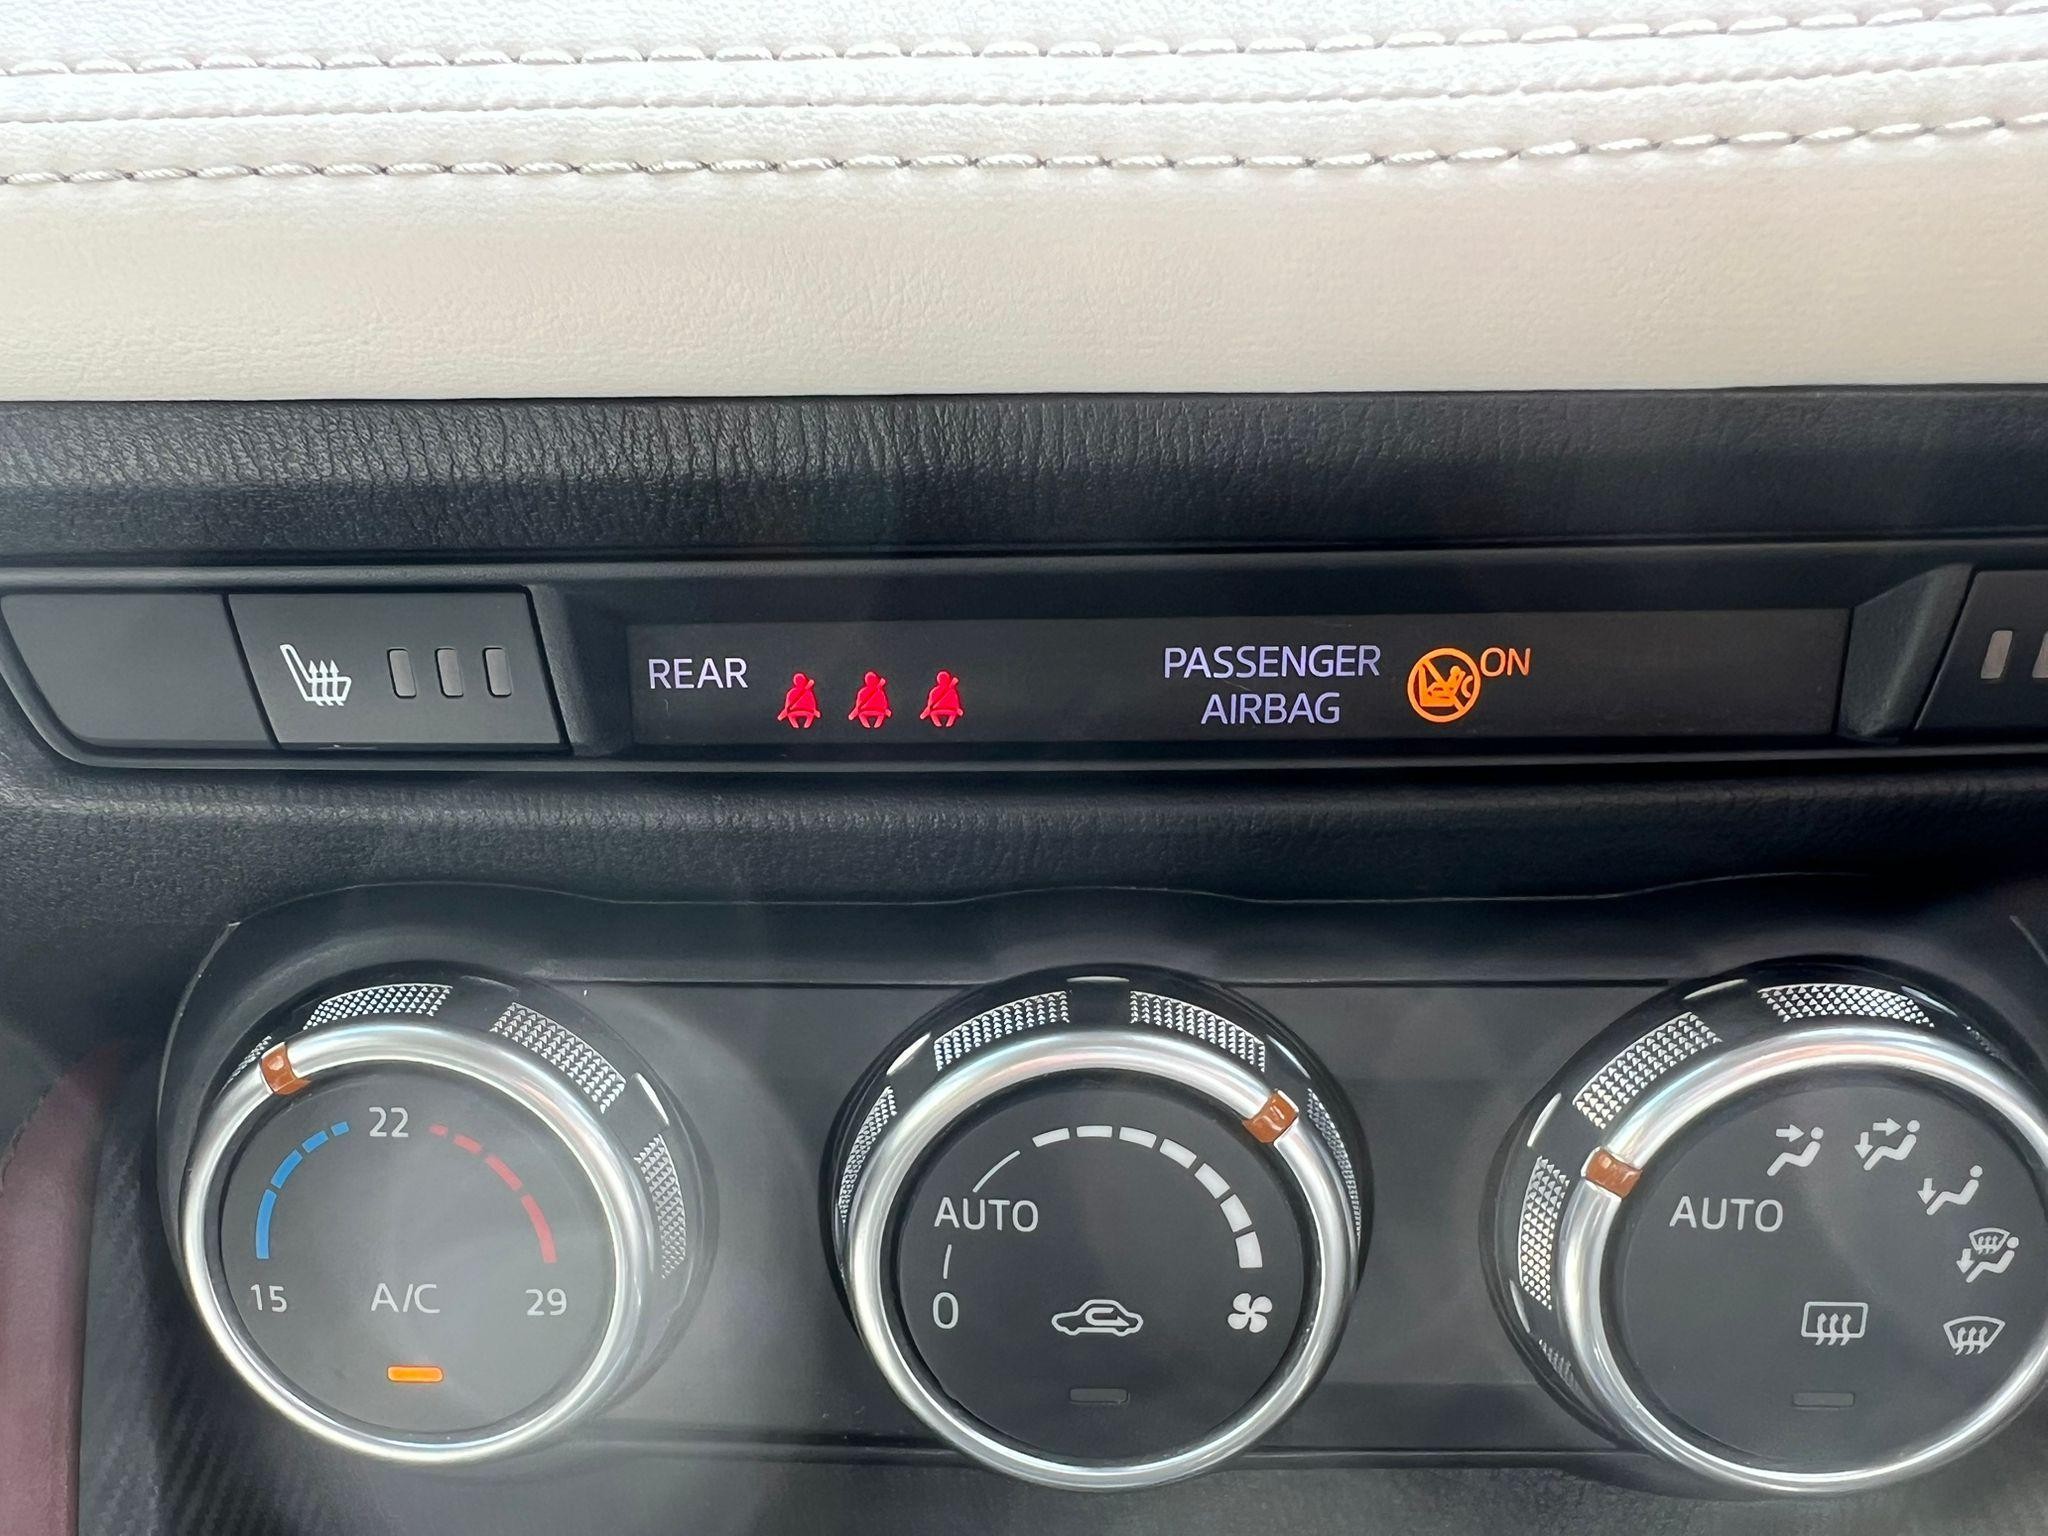 REAR
PASSENGER
AIRBAG
ON
22
15
A/C
29
AUTO
0
AUTO